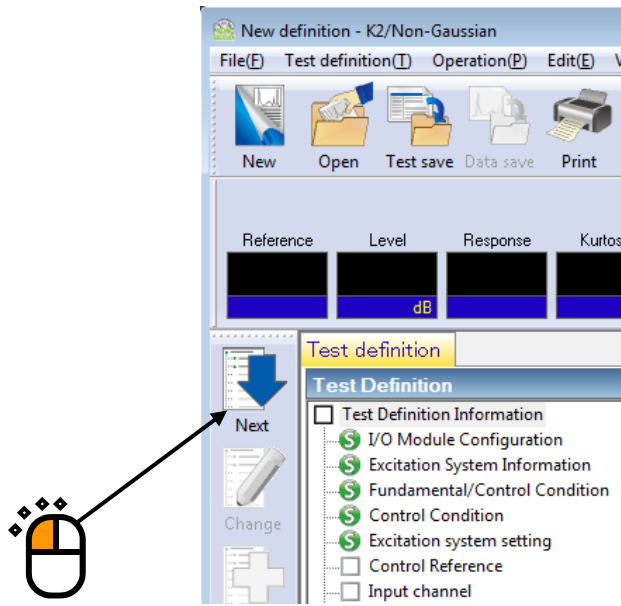 New definition - K2/Non-Gaussian
File(F) Test definition(T) Operation(P) Edit(E) V
New Open Test save Data save Print
Reference Level Response Kurtos
dB
Test definition
Test Definition
Next
Test Definition Information
S I/O Module Configuration
S Excitation System Information
S Fundamental/Control Condition
Change
S Control Condition
S Excitation system setting
Control Reference
Input channel